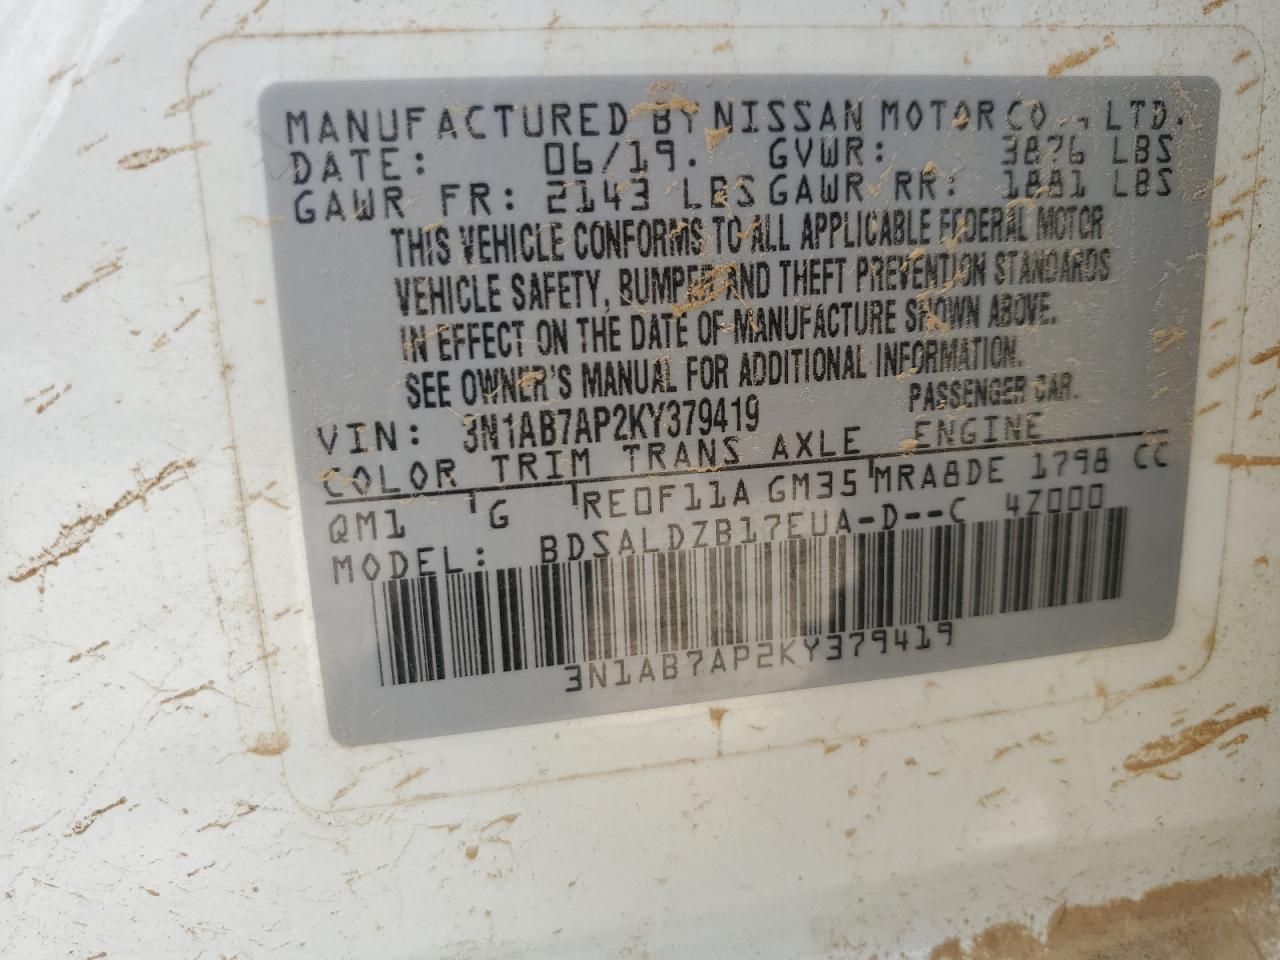 MANUFACTURED BY NISSAN MOTOR CO., LTD.
DATE: 06/19. GVWR: 3876 LBS
GAWR FR: 2143 LBS GAWR RR: 1881 LBS
THIS VEHICLE CONFORMS TO ALL APPLICABLE FEDERAL MOTOR
VEHICLE SAFETY, BUMPER AND THEFT PREVENTION STANDARDS
IN EFFECT ON THE DATE OF MANUFACTURE SHOWN ABOVE.
SEE OWNER'S MANUAL FOR ADDITIONAL INFORMATION.
VIN: 3N1AB7AP2KY379419 PASSENGER CAR.
COLOR TRIM TRANS AXLE ENGINE
QM1 G RE0F11A GM35 MRA8DE 1798 CC
MODEL: BDSALDZB17EUA-D--C 4Z000
3N1AB7AP2KY379419